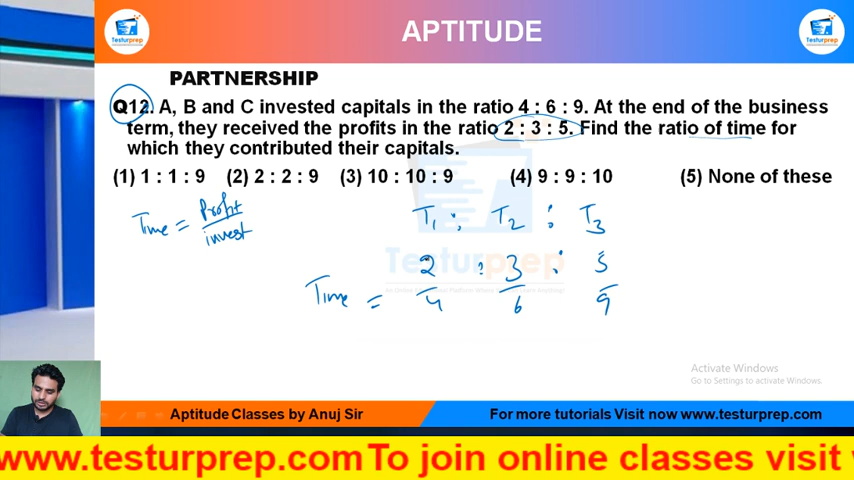 Testurprep
APTITUDE
Testurprep
PARTNERSHIP
Q12. A, B and C invested capitals in the ratio 4 : 6 : 9. At the end of the business
term, they received the profits in the ratio 2 : 3 : 5. Find the ratio of time for
which they contributed their capitals.
(1) 1 : 1 : 9 (2) 2 : 2 : 9 (3) 10 : 10 : 9 (4) 9 : 9 : 10 (5) None of these
Time = Profit / invest
T1 : T2 : T3
Testurprep
Time = 2/4 : 3/6 : 5/9
Activate Windows
Go to Settings to activate Windows.
Aptitude Classes by Anuj Sir
For more tutorials Visit now www.testurprep.com
www.testurprep.com To join online classes visit